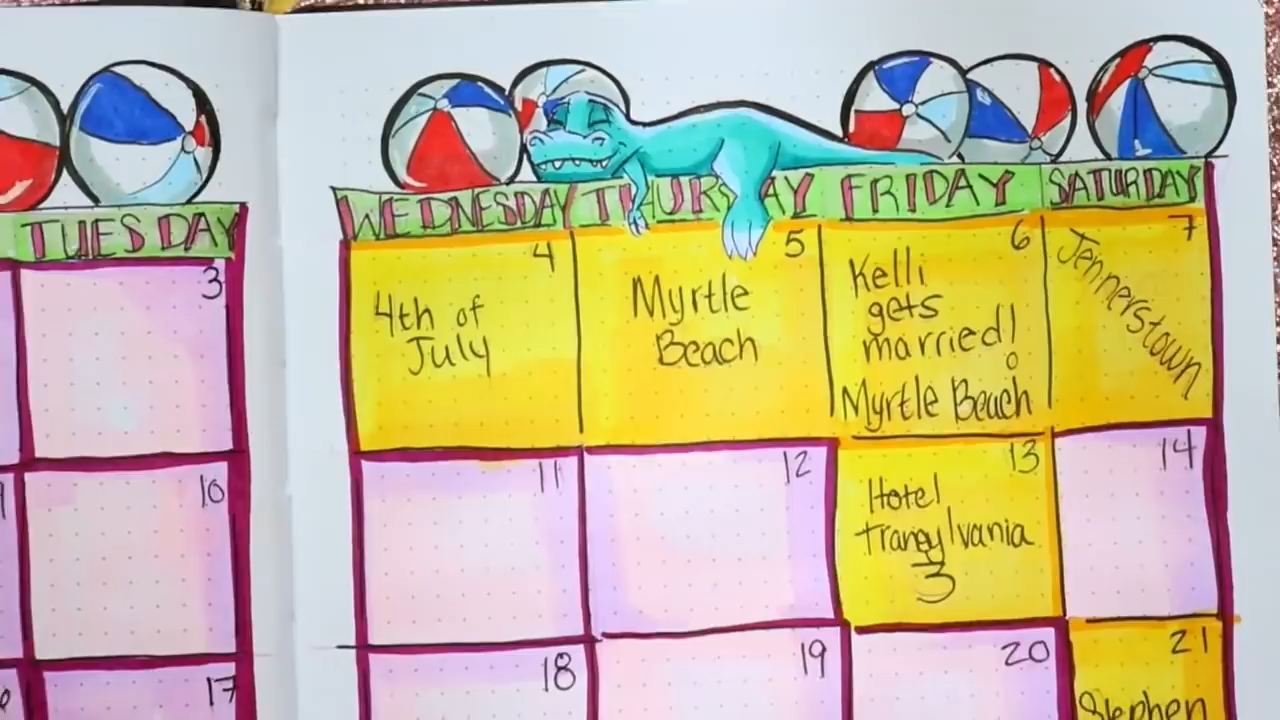 TUESDAY
WEDNESDAY THURSDAY FRIDAY SATURDAY
3
4
4th of
July
5
Myrtle
Beach
6
Kelli
gets
married!
Myrtle Beach
7
Jennerstown
10
11
12
13
Hotel
Transylvania
3
14
17
18
19
20
21
Stephen